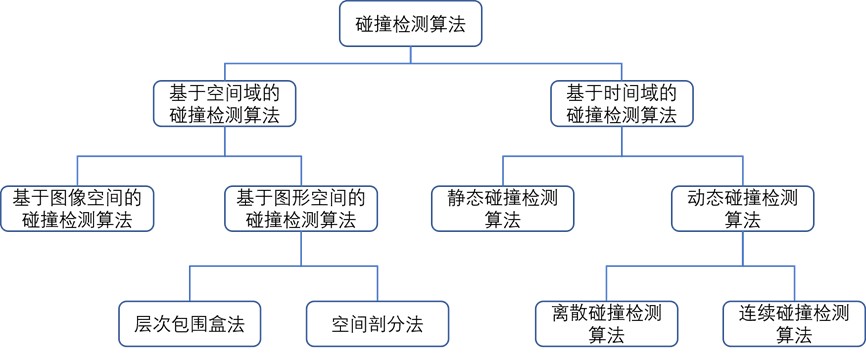 碰撞检测算法
基于空间域的
碰撞检测算法
基于时间域的
碰撞检测算法
基于图像空间的
碰撞检测算法
基于图形空间的
碰撞检测算法
静态碰撞检测
算法
动态碰撞检测
算法
层次包围盒法
空间剖分法
离散碰撞检测
算法
连续碰撞检测
算法